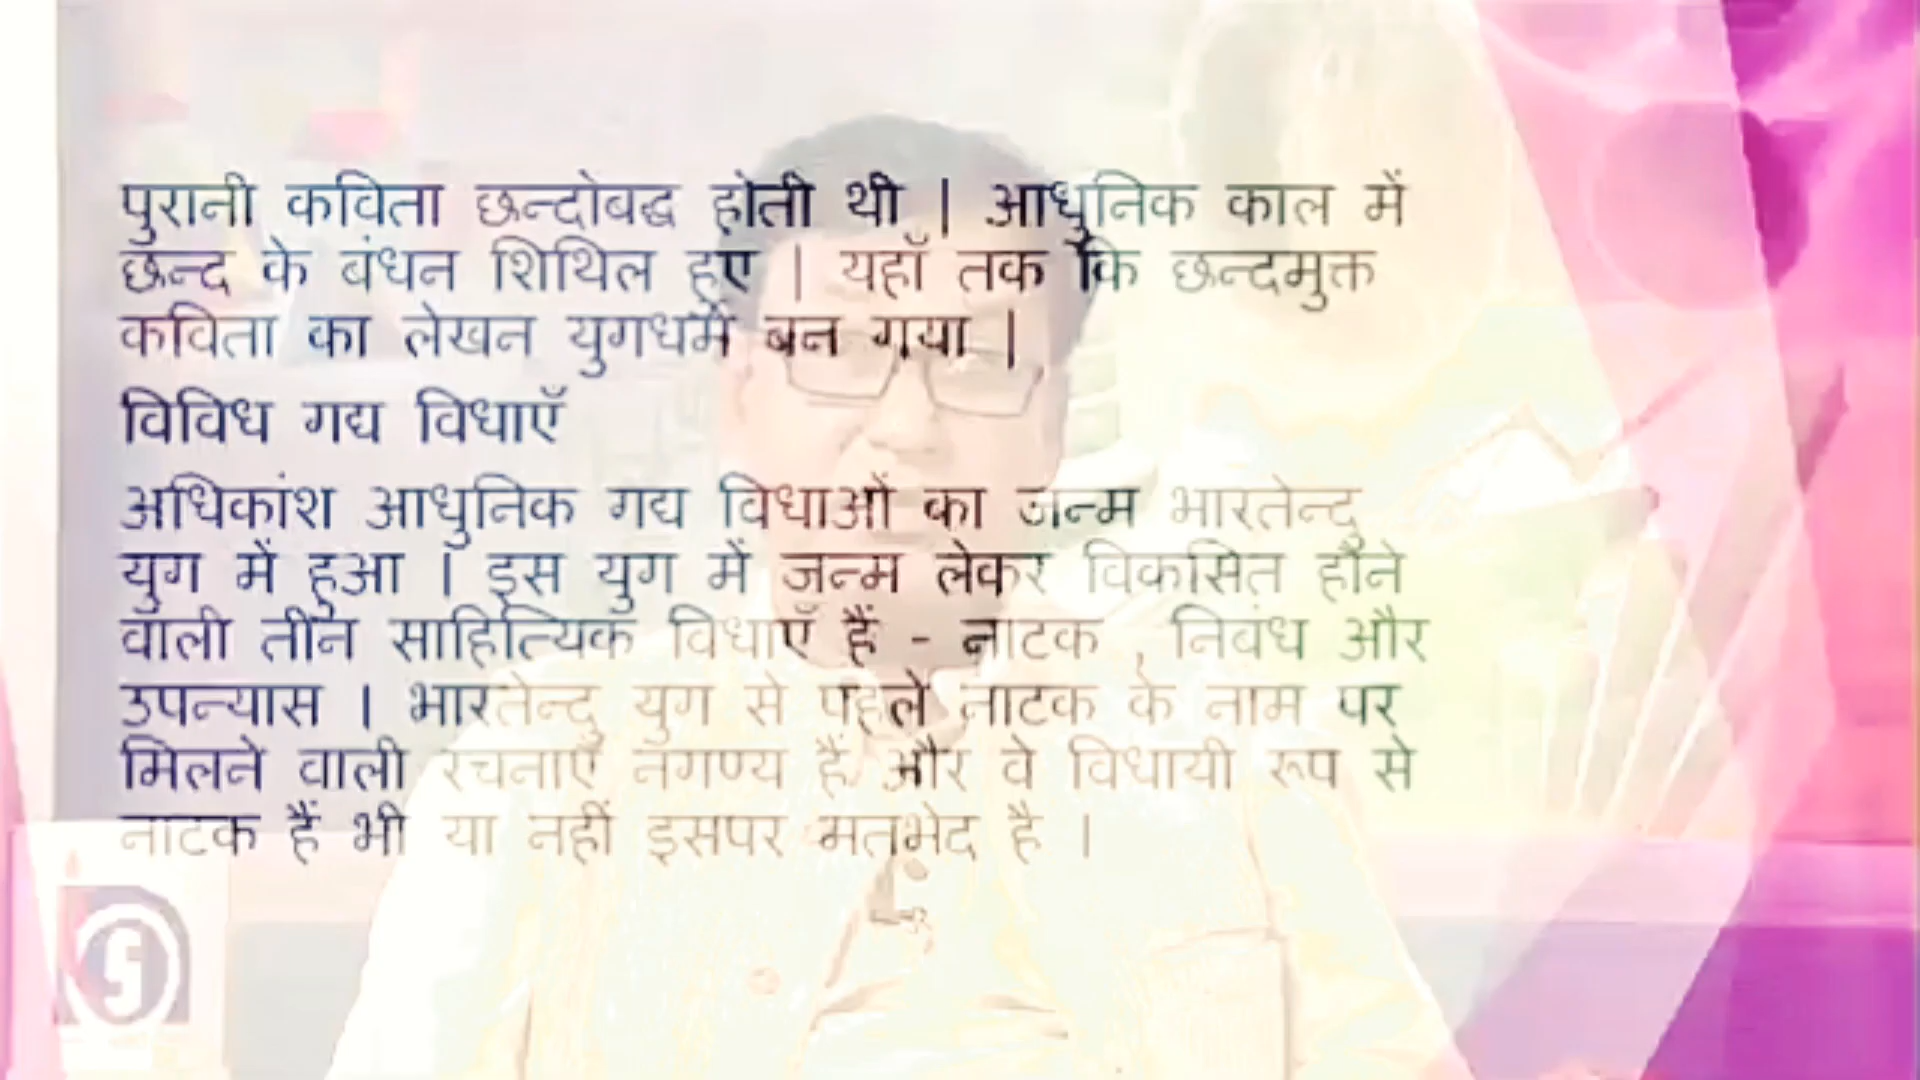 पुरानी कविता छन्दोबद्ध होती थी | आधुनिक काल में
छन्द के बंधन शिथिल हुए | यहाँ तक कि छन्दमुक्त
कविता का लेखन युगधर्म बन गया |
विविध गद्य विधाएँ
अधिकांश आधुनिक गद्य विधाओं का जन्म भारतेन्दु
युग में हुआ | इस युग में जन्म लेकर विकसित होने
वाली तीन साहित्यिक विधाएँ हैं - नाटक , निबंध और
उपन्यास | भारतेन्दु युग से पहले नाटक के नाम पर
मिलने वाली रचनाएँ नगण्य हैं और वे विधायी रूप से
नाटक हैं भी या नहीं इसपर मतभेद है |